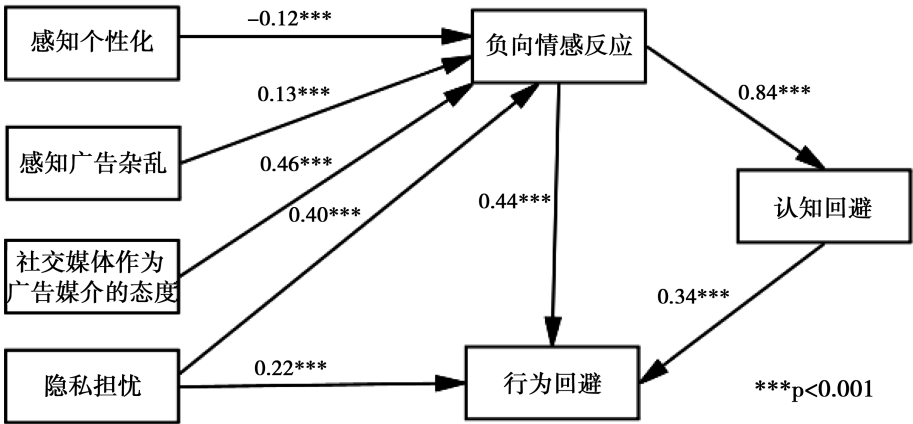 感知个性化
-0.12***
负向情感反应
0.13***
0.84***
感知广告杂乱
0.46***
0.40***
0.44***
认知回避
社交媒体作为
广告媒介的态度
0.34***
隐私担忧
0.22***
行为回避
***p<0.001